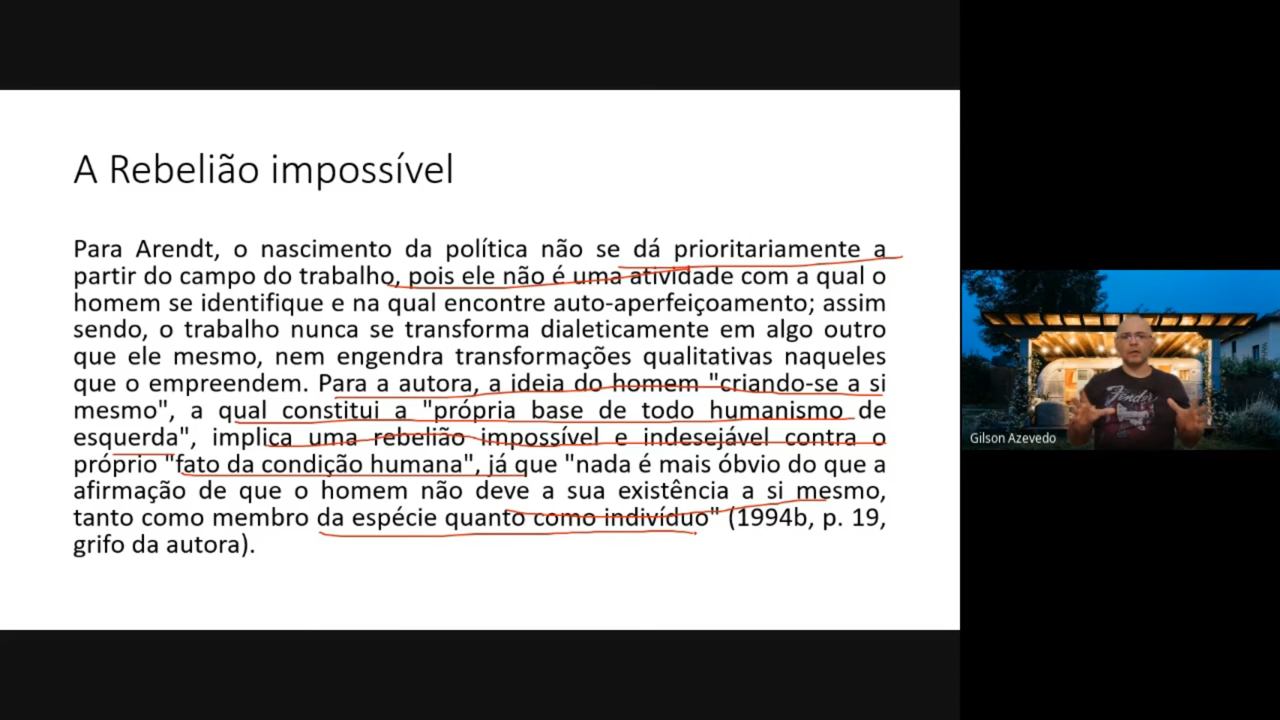 A Rebelião impossível
Para Arendt, o nascimento da política não se dá prioritariamente a
partir do campo do trabalho, pois ele não é uma atividade com a qual o
homem se identifique e na qual encontre auto-aperfeiçoamento; assim
sendo, o trabalho nunca se transforma dialeticamente em algo outro
que ele mesmo, nem engendra transformações qualitativas naqueles
que o empreendem. Para a autora, a ideia do homem "criando-se a si
mesmo", a qual constitui a "própria base de todo humanismo de
esquerda", implica uma rebelião impossível e indesejável contra o
próprio "fato da condição humana", já que "nada é mais óbvio do que a
afirmação de que o homem não deve a sua existência a si mesmo,
tanto como membro da espécie quanto como indivíduo" (1994b, p. 19,
grifo da autora).
Fender
Gilson Azevedo